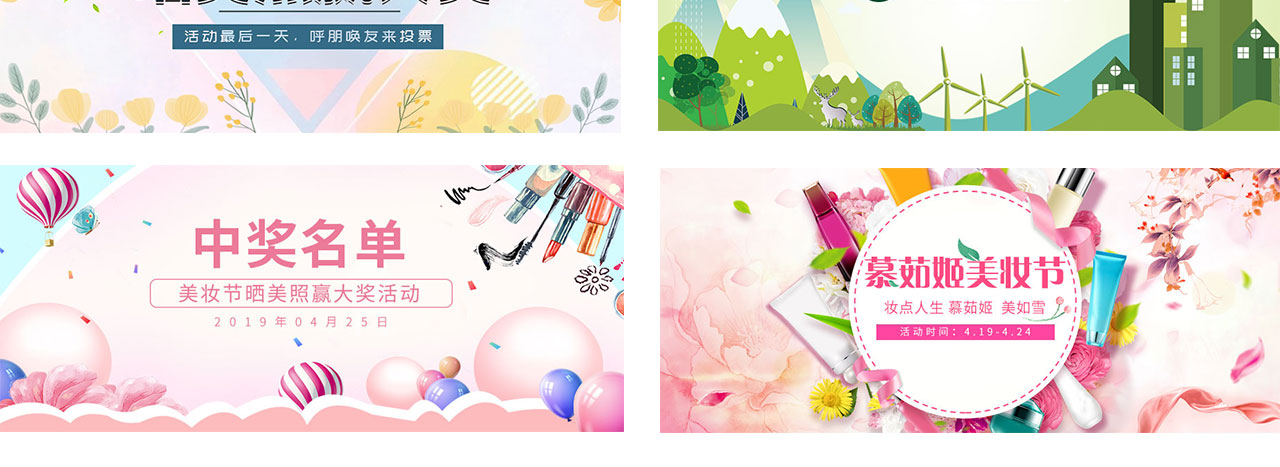 活动最后一天，呼朋唤友来投票
中奖名单
美妆节晒美照赢大奖活动
2019年04月25日
慕茹姬美妆节
妆点人生 慕茹姬 美如雪
活动时间：4.19-4.24